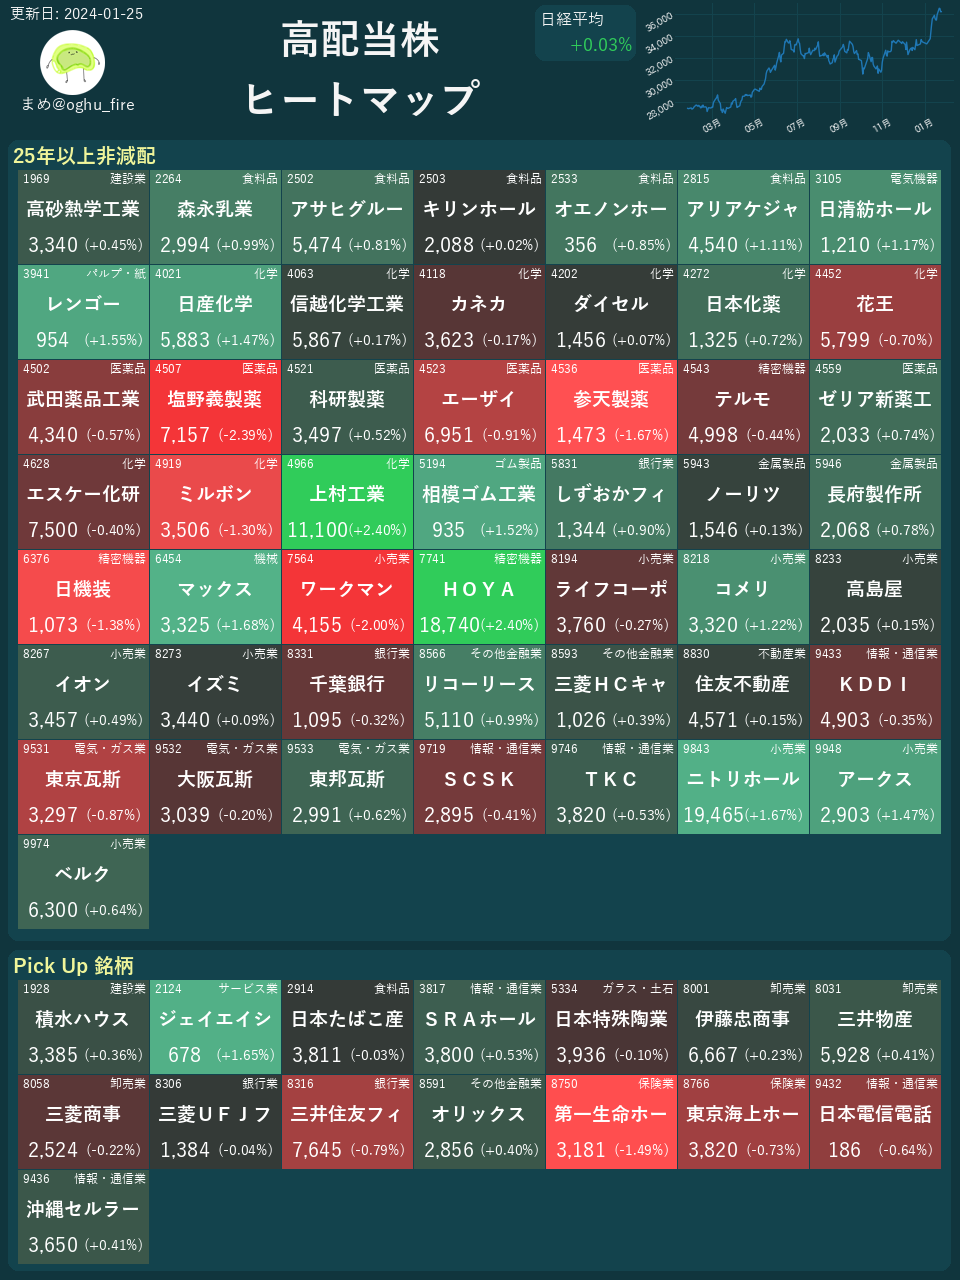 更新日: 2024-01-25
まめ@oghu_fire
高配当株
ヒートマップ
日経平均
+0.03%
36,000
34,000
32,000
30,000
28,000
03月 05月 07月 09月 11月 01月
25年以上非減配
1969 建設業 2264 食料品 2502 食料品 2503 食料品 2533 食料品 2815 食料品 3105 電気機器
高砂熱学工業 森永乳業 アサヒグルー キリンホール オエノンホー アリアケジャ 日清紡ホール
3,340 (+0.45%) 2,994 (+0.99%) 5,474 (+0.81%) 2,088 (+0.02%) 356 (+0.85%) 4,540 (+1.11%) 1,210 (+1.17%)
3941 パルプ・紙 4021 化学 4063 化学 4118 化学 4202 化学 4272 化学 4452 化学
レンゴー 日産化学 信越化学工業 カネカ ダイセル 日本化薬 花王
954 (+1.55%) 5,883 (+1.47%) 5,867 (+0.17%) 3,623 (-0.17%) 1,456 (+0.07%) 1,325 (+0.72%) 5,799 (-0.70%)
4502 医薬品 4507 医薬品 4521 医薬品 4523 医薬品 4536 医薬品 4543 精密機器 4559 医薬品
武田薬品工業 塩野義製薬 科研製薬 エーザイ 参天製薬 テルモ ゼリア新薬工
4,340 (-0.57%) 7,157 (-2.39%) 3,497 (+0.52%) 6,951 (-0.91%) 1,473 (-1.67%) 4,998 (-0.44%) 2,033 (+0.74%)
4628 化学 4919 化学 4966 化学 5194 ゴム製品 5831 銀行業 5943 金属製品 5946 金属製品
エスケー化研 ミルボン 上村工業 相模ゴム工業 しずおかフィ ノーリツ 長府製作所
7,500 (-0.40%) 3,506 (-1.30%) 11,100(+2.40%) 935 (+1.52%) 1,344 (+0.90%) 1,546 (+0.13%) 2,068 (+0.78%)
6376 精密機器 6454 機械 7564 小売業 7741 精密機器 8194 小売業 8218 小売業 8233 小売業
日機装 マックス ワークマン ＨＯＹＡ ライフコーポ コメリ 高島屋
1,073 (-1.38%) 3,325 (+1.68%) 4,155 (-2.00%) 18,740(+2.40%) 3,760 (-0.27%) 3,320 (+1.22%) 2,035 (+0.15%)
8267 小売業 8273 小売業 8331 銀行業 8566 その他金融業 8593 その他金融業 8830 不動産業 9433 情報・通信業
イオン イズミ 千葉銀行 リコーリース 三菱ＨＣキャ 住友不動産 ＫＤＤＩ
3,457 (+0.49%) 3,440 (+0.09%) 1,095 (-0.32%) 5,110 (+0.99%) 1,026 (+0.39%) 4,571 (+0.15%) 4,903 (-0.35%)
9531 電気・ガス業 9532 電気・ガス業 9533 電気・ガス業 9719 情報・通信業 9746 情報・通信業 9843 小売業 9948 小売業
東京瓦斯 大阪瓦斯 東邦瓦斯 ＳＣＳＫ ＴＫＣ ニトリホール アークス
3,297 (-0.87%) 3,039 (-0.20%) 2,991 (+0.62%) 2,895 (-0.41%) 3,820 (+0.53%) 19,465(+1.67%) 2,903 (+1.47%)
9974 小売業
ベルク
6,300 (+0.64%)
Pick Up 銘柄
1928 建設業 2124 サービス業 2914 食料品 3817 情報・通信業 5334 ガラス・土石 8001 卸売業 8031 卸売業
積水ハウス ジェイエイシ 日本たばこ産 ＳＲＡホール 日本特殊陶業 伊藤忠商事 三井物産
3,385 (+0.36%) 678 (+1.65%) 3,811 (-0.03%) 3,800 (+0.53%) 3,936 (-0.10%) 6,667 (+0.23%) 5,928 (+0.41%)
8058 卸売業 8306 銀行業 8316 銀行業 8591 その他金融業 8750 保険業 8766 保険業 9432 情報・通信業
三菱商事 三菱ＵＦＪフ 三井住友フィ オリックス 第一生命ホー 東京海上ホー 日本電信電話
2,524 (-0.22%) 1,384 (-0.04%) 7,645 (-0.79%) 2,856 (+0.40%) 3,181 (-1.49%) 3,820 (-0.73%) 186 (-0.64%)
9436 情報・通信業
沖縄セルラー
3,650 (+0.41%)